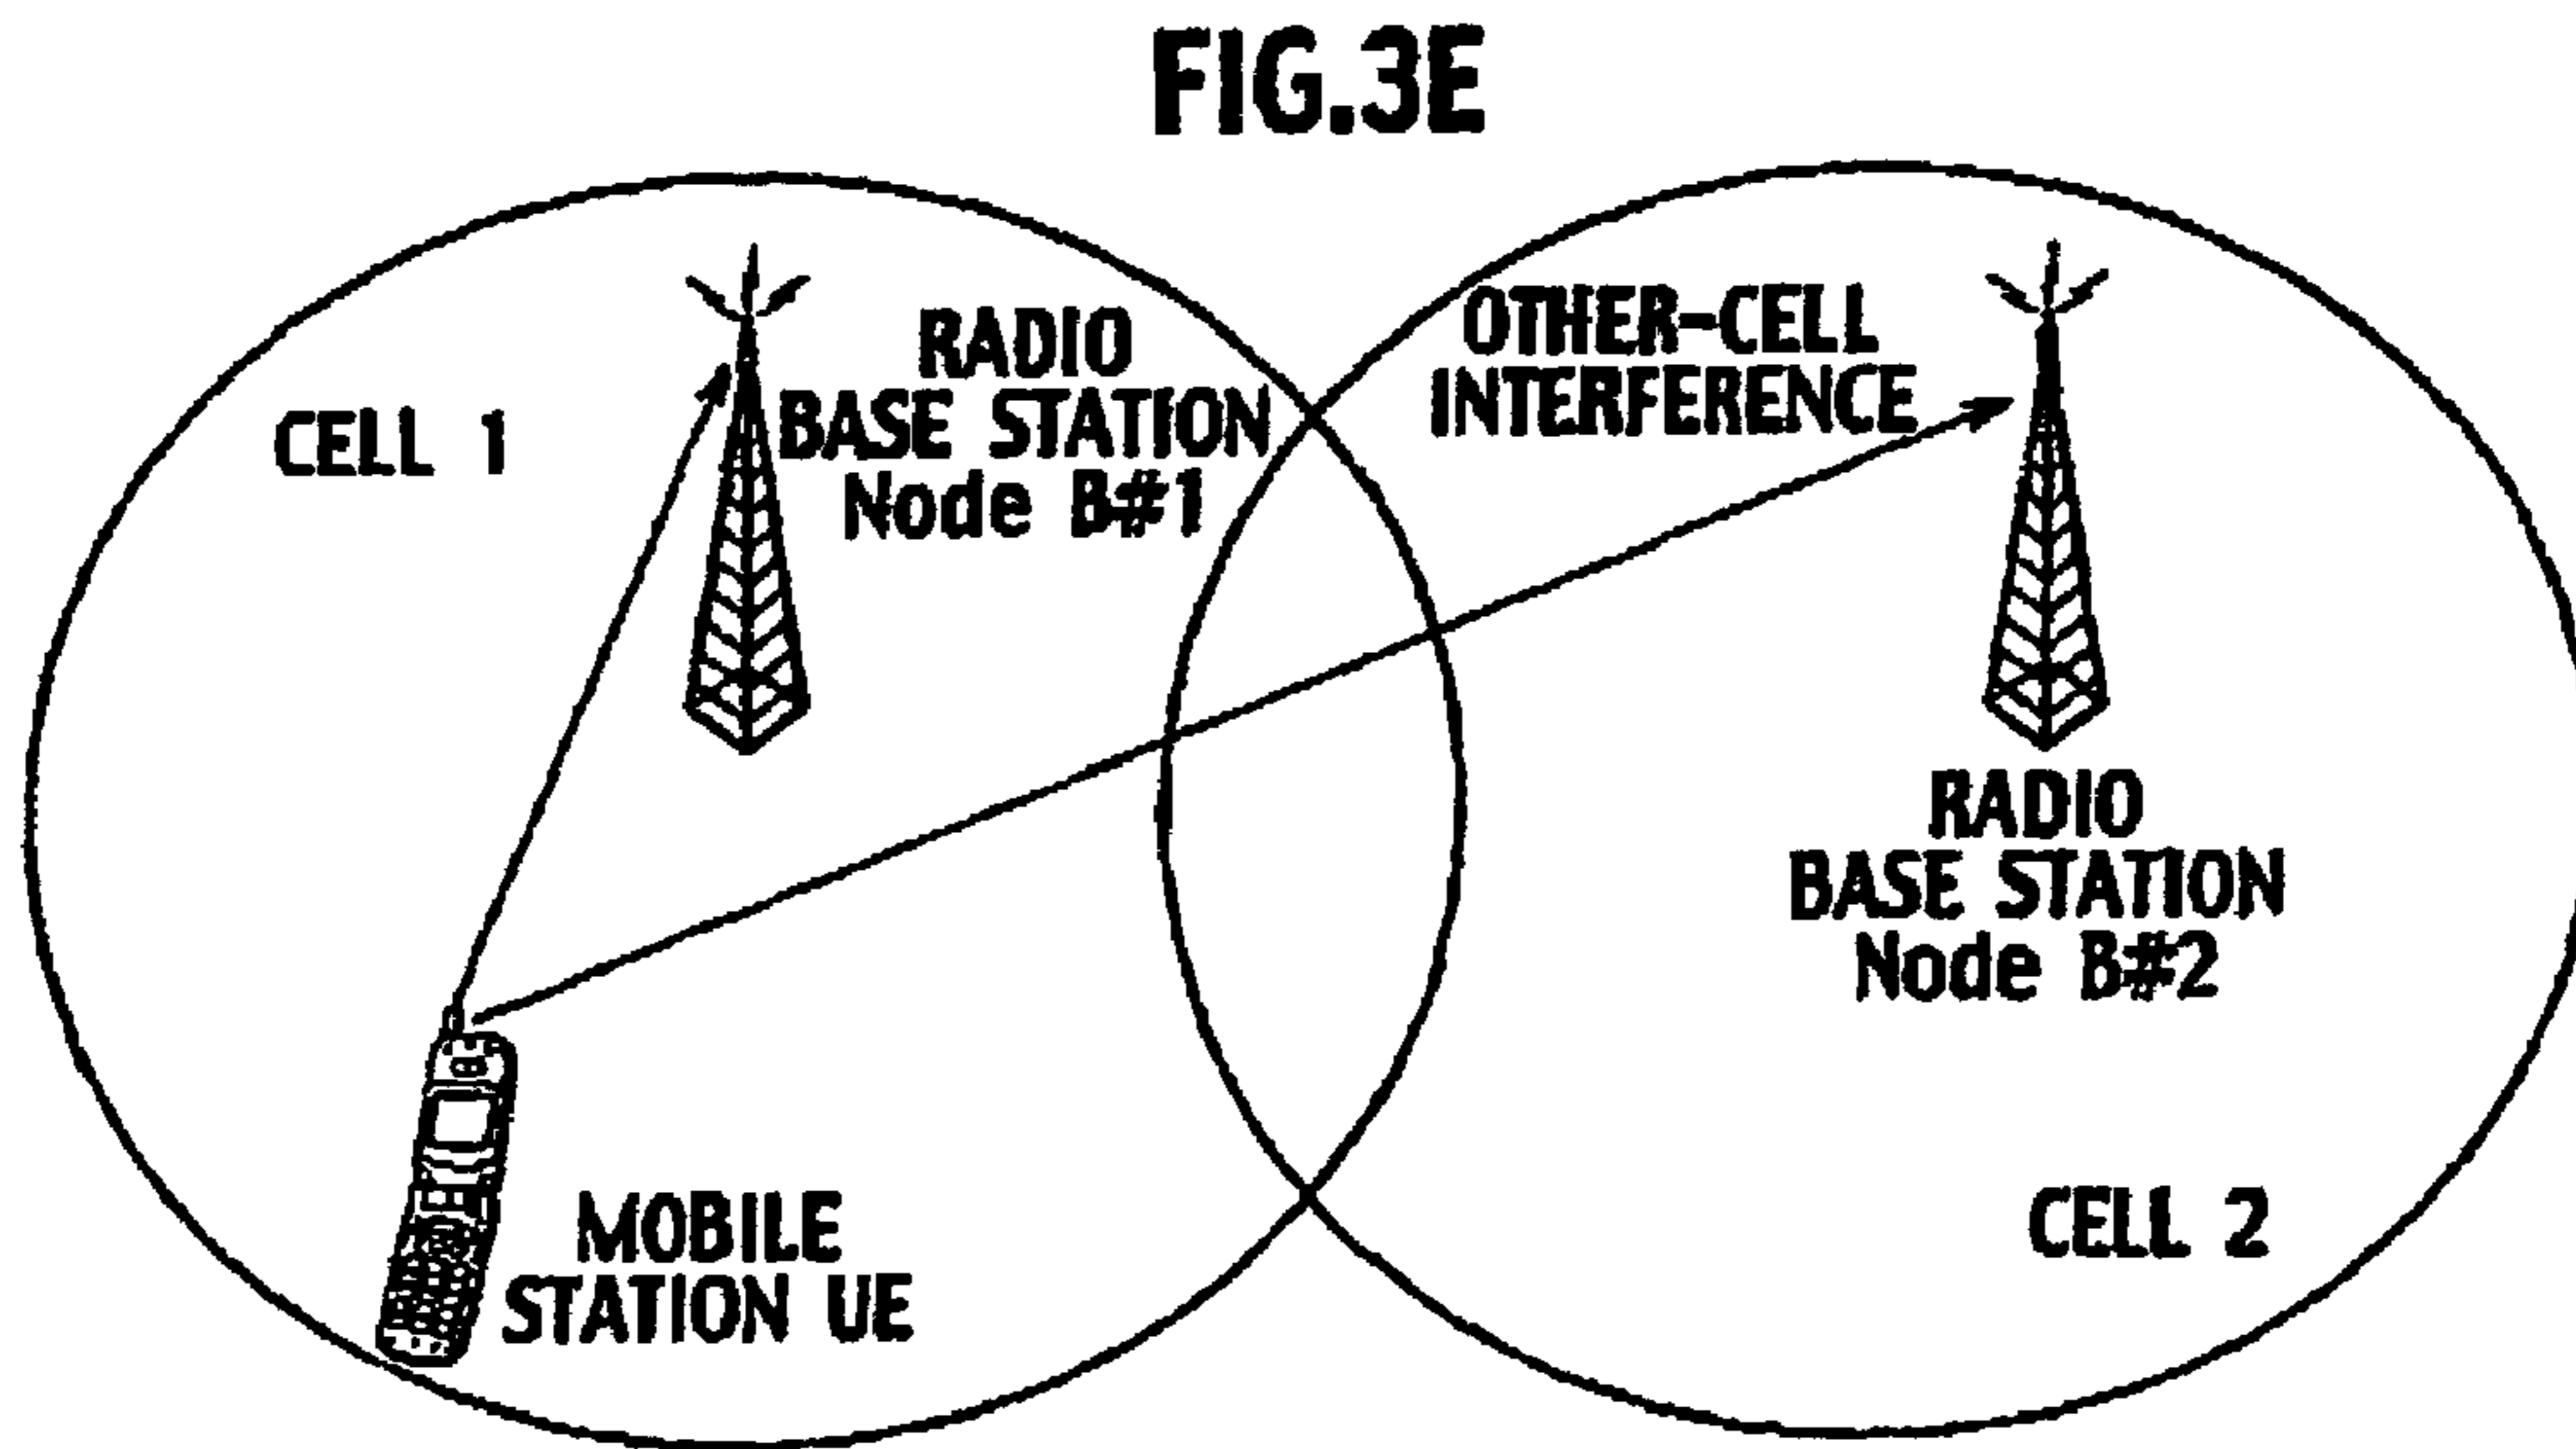 FIG.3E
CELL 1
RADIO
BASE STATION
Node B#1
OTHER-CELL
INTERFERENCE
RADIO
BASE STATION
Node B#2
MOBILE
STATION UE
CELL 2